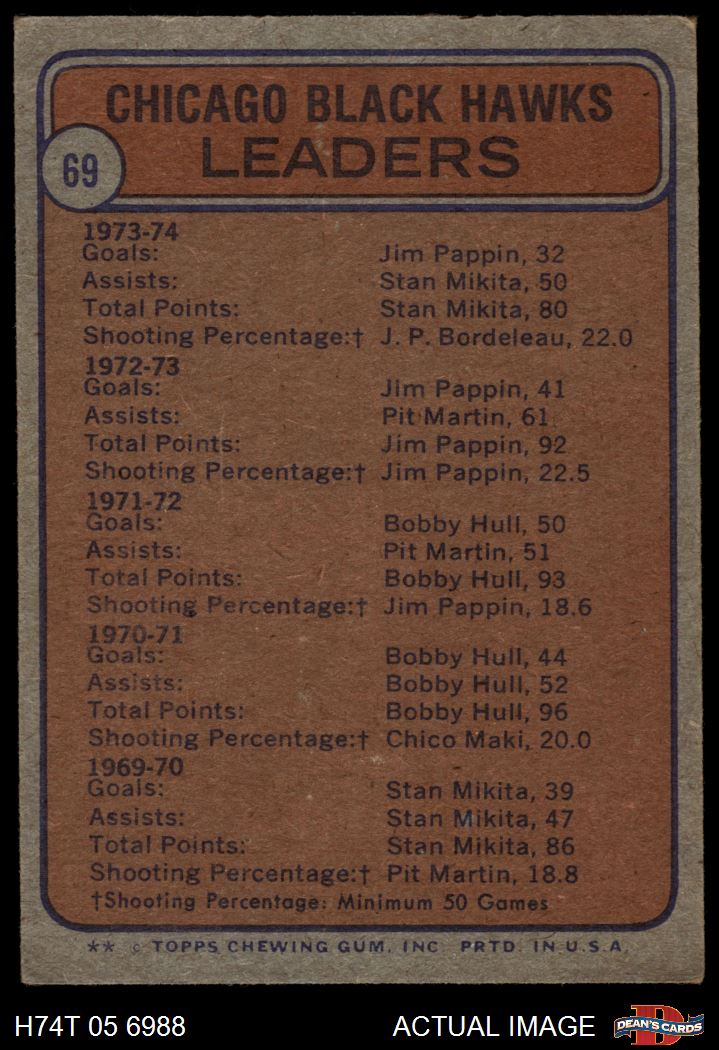 CHICAGO BLACK HAWKS
LEADERS
69
1973-74
Goals: Jim Pappin, 32
Assists: Stan Mikita, 50
Total Points: Stan Mikita, 80
Shooting Percentage:† J. P. Bordeleau, 22.0
1972-73
Goals: Jim Pappin, 41
Assists: Pit Martin, 61
Total Points: Jim Pappin, 92
Shooting Percentage:† Jim Pappin, 22.5
1971-72
Goals: Bobby Hull, 50
Assists: Pit Martin, 51
Total Points: Bobby Hull, 93
Shooting Percentage:† Jim Pappin, 18.6
1970-71
Goals: Bobby Hull, 44
Assists: Bobby Hull, 52
Total Points: Bobby Hull, 96
Shooting Percentage:† Chico Maki, 20.0
1969-70
Goals: Stan Mikita, 39
Assists: Stan Mikita, 47
Total Points: Stan Mikita, 86
Shooting Percentage:† Pit Martin, 18.8
†Shooting Percentage: Minimum 50 Games
** © TOPPS CHEWING GUM, INC. PRTD. IN U.S.A.
H74T 05 6988 ACTUAL IMAGE D DEAN'S CARDS